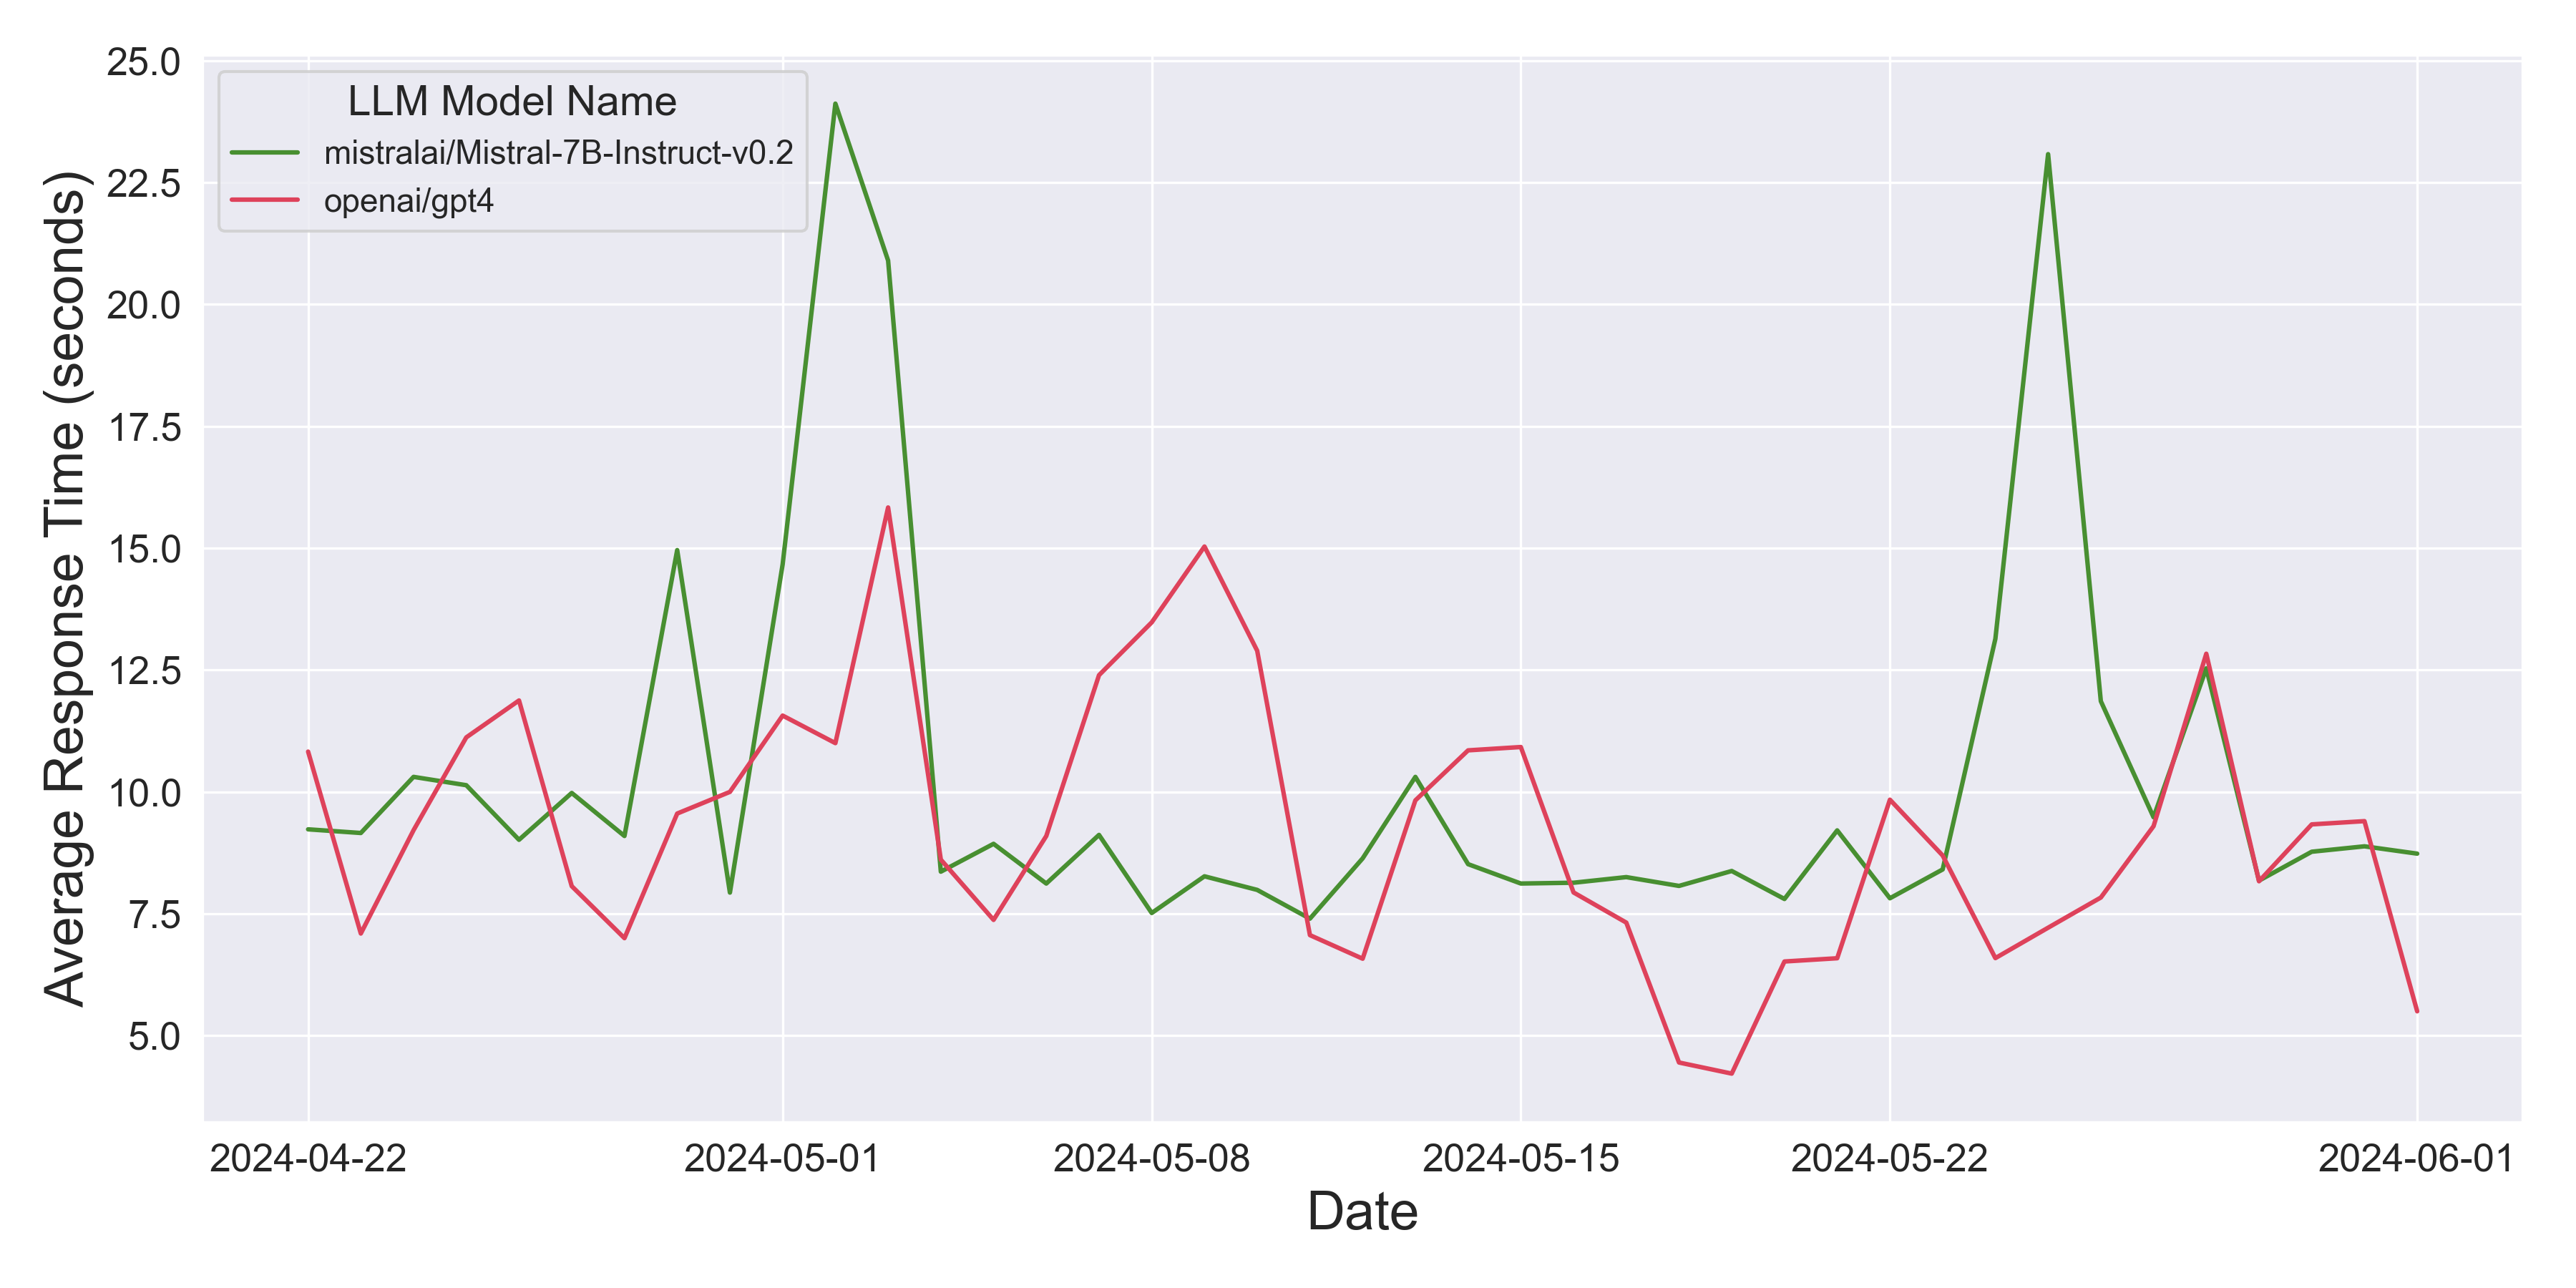 25.0
22.5
20.0
17.5
15.0
12.5
10.0
7.5
5.0
Average Response Time (seconds)
LLM Model Name
mistralai/Mistral-7B-Instruct-v0.2
openai/gpt4
2024-04-22 2024-05-01 2024-05-08 2024-05-15 2024-05-22 2024-06-01
Date